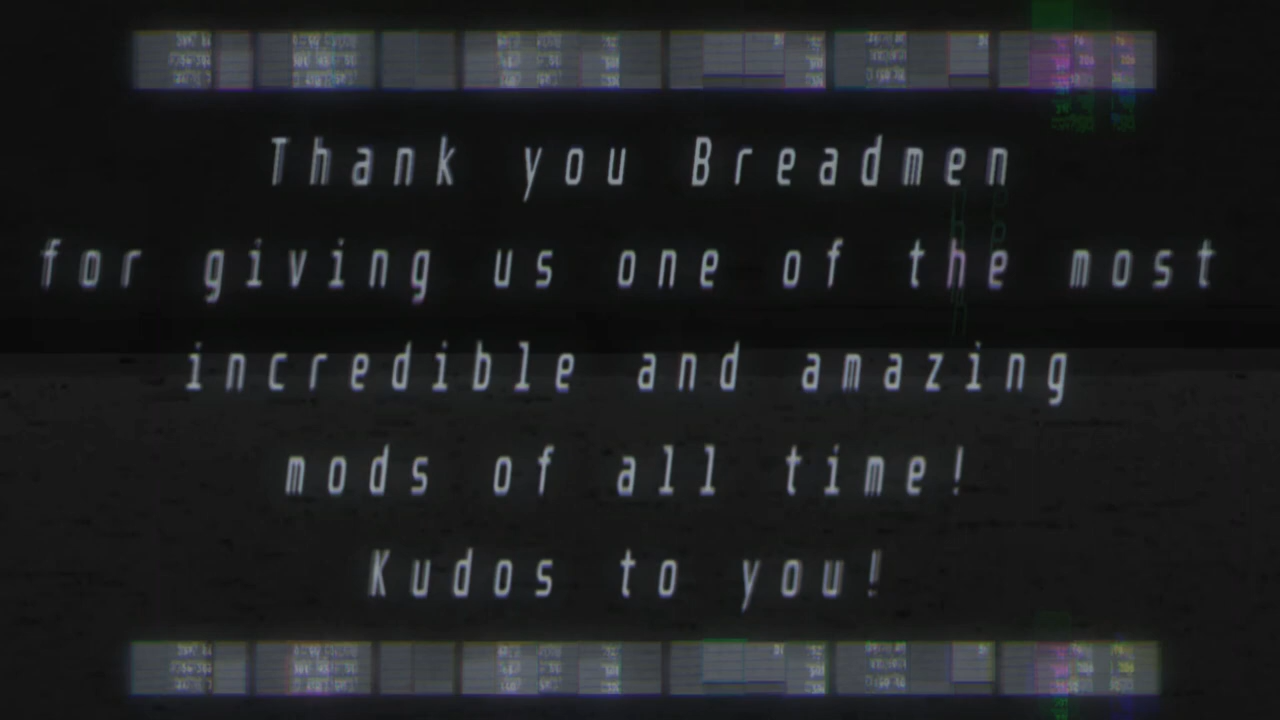 Thank you Breadmen
for giving us one of the most
incredible and amazing
mods of all time!
Kudos to you!